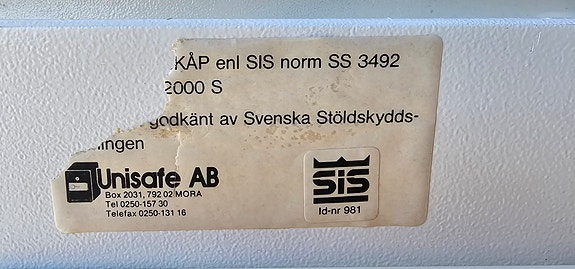 KÅP enl SIS norm SS 3492
2000 S
godkänt av Svenska Stöldskydds-
ningen
Unisafe AB
Box 2031, 792 02 MORA
Tel 0250-157 30
Telefax 0250-131 16
SIS
Id-nr 981